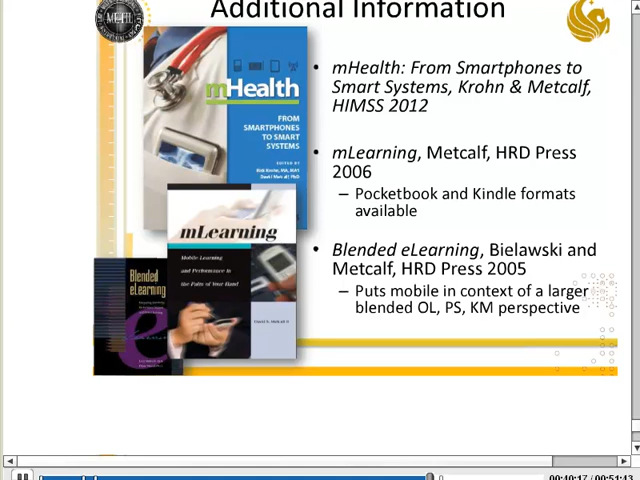 Additional Information
mHealth
FROM
SMARTPHONES
TO SMART
SYSTEMS
EDITED BY
mLearning
Mobile Learning
and Performance in
the Palm of Your Hand
Blended
eLearning
• mHealth: From Smartphones to
Smart Systems, Krohn & Metcalf,
HIMSS 2012
• mLearning, Metcalf, HRD Press
2006
– Pocketbook and Kindle formats
available
• Blended eLearning, Bielawski and
Metcalf, HRD Press 2005
– Puts mobile in context of a larger
blended OL, PS, KM perspective
00:40:17 / 00:51:43